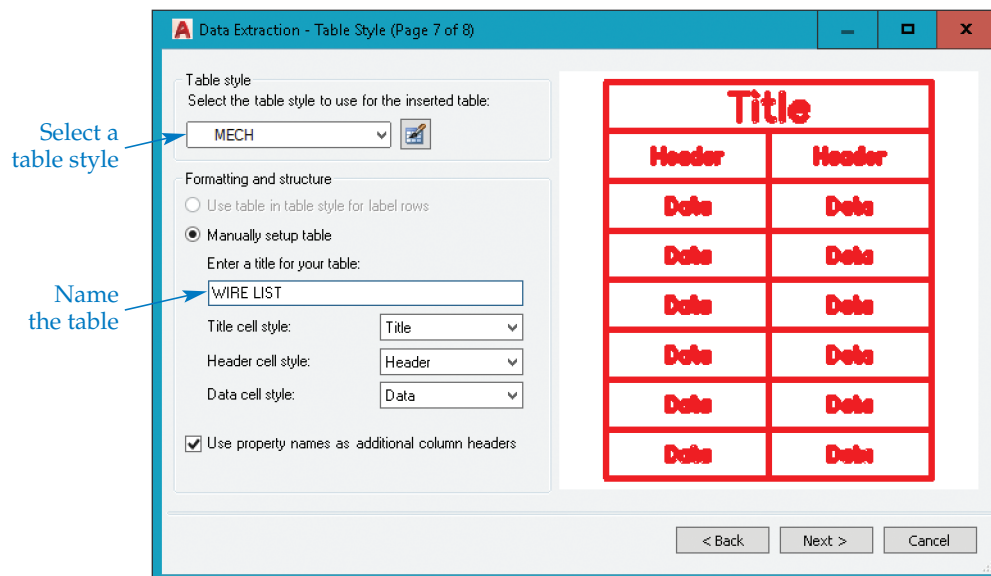 Data Extraction - Table Style (Page 7 of 8)
Table style
Select the table style to use for the inserted table:
Select a
table style
MECH
Formatting and structure
Use table in table style for label rows
Manually setup table
Enter a title for your table:
Name
the table
WIRE LIST
Title cell style:
Title
Header cell style:
Header
Data cell style:
Data
Use property names as additional column headers
Title
Header Header
Data Data
Data Data
Data Data
Data Data
Data Data
Data Data
< Back
Next >
Cancel